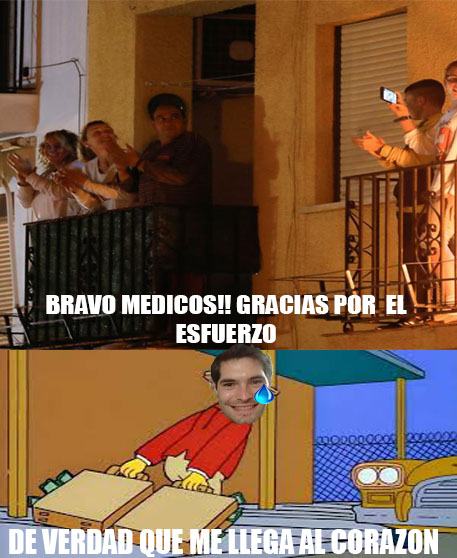 BRAVO MEDICOS!! GRACIAS POR EL
ESFUERZO
DE VERDAD QUE ME LLEGA AL CORAZON